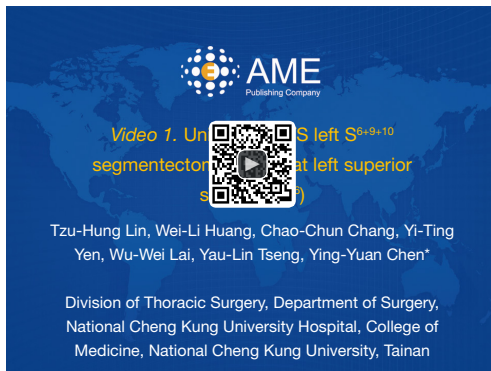 AME
Publishing Company
Video 1. S left S6+9+10
at left superior
Tzu-Hung Lin, Wei-Li Huang, Chao-Chun Chang, Yi-Ting
Yen, Wu-Wei Lai, Yau-Lin Tseng, Ying-Yuan Chen*
Division of Thoracic Surgery, Department of Surgery,
National Cheng Kung University Hospital, College of
Medicine, National Cheng Kung University, Tainan